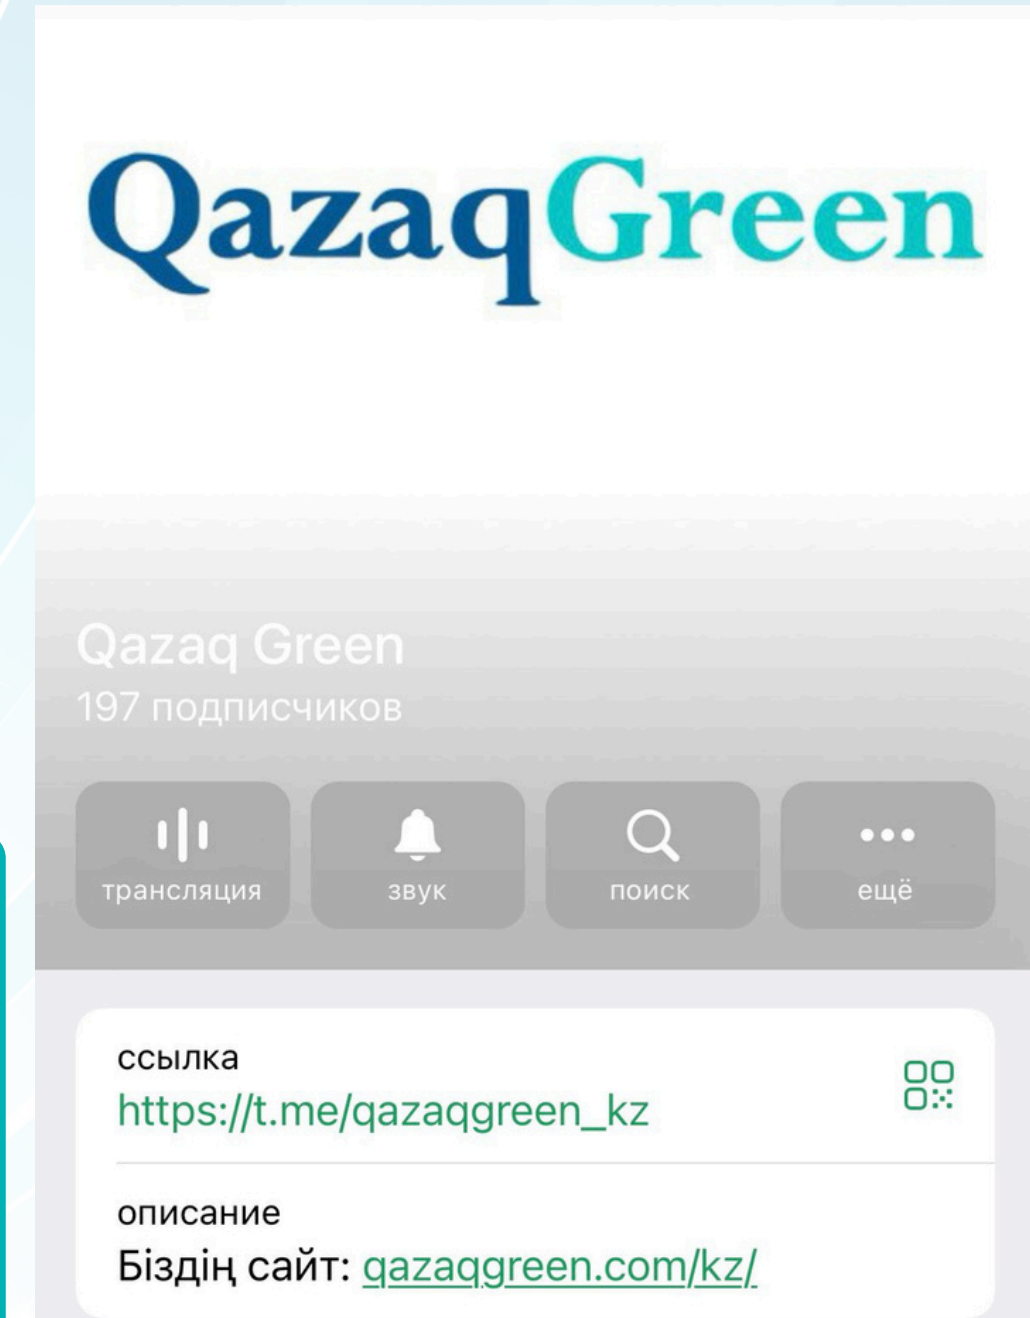 QazaqGreen
Qazaq Green
197 подписчиков
трансляция
звук
поиск
ещё
ссылка
https://t.me/qazaqgreen_kz
описание
Біздің сайт: qazaqgreen.com/kz/